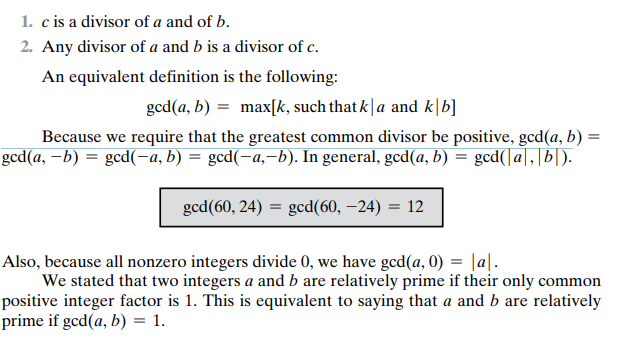 1. c is a divisor of a and of b.
2. Any divisor of a and b is a divisor of c.
An equivalent definition is the following:
gcd(a, b) = max[k, such that k|a and k|b]
Because we require that the greatest common divisor be positive, gcd(a, b) =
gcd(a, −b) = gcd(−a, b) = gcd(−a,−b). In general, gcd(a, b) = gcd(|a|,|b|).
gcd(60, 24) = gcd(60, −24) = 12
Also, because all nonzero integers divide 0, we have gcd(a, 0) = |a|.
We stated that two integers a and b are relatively prime if their only common
positive integer factor is 1. This is equivalent to saying that a and b are relatively
prime if gcd(a, b) = 1.